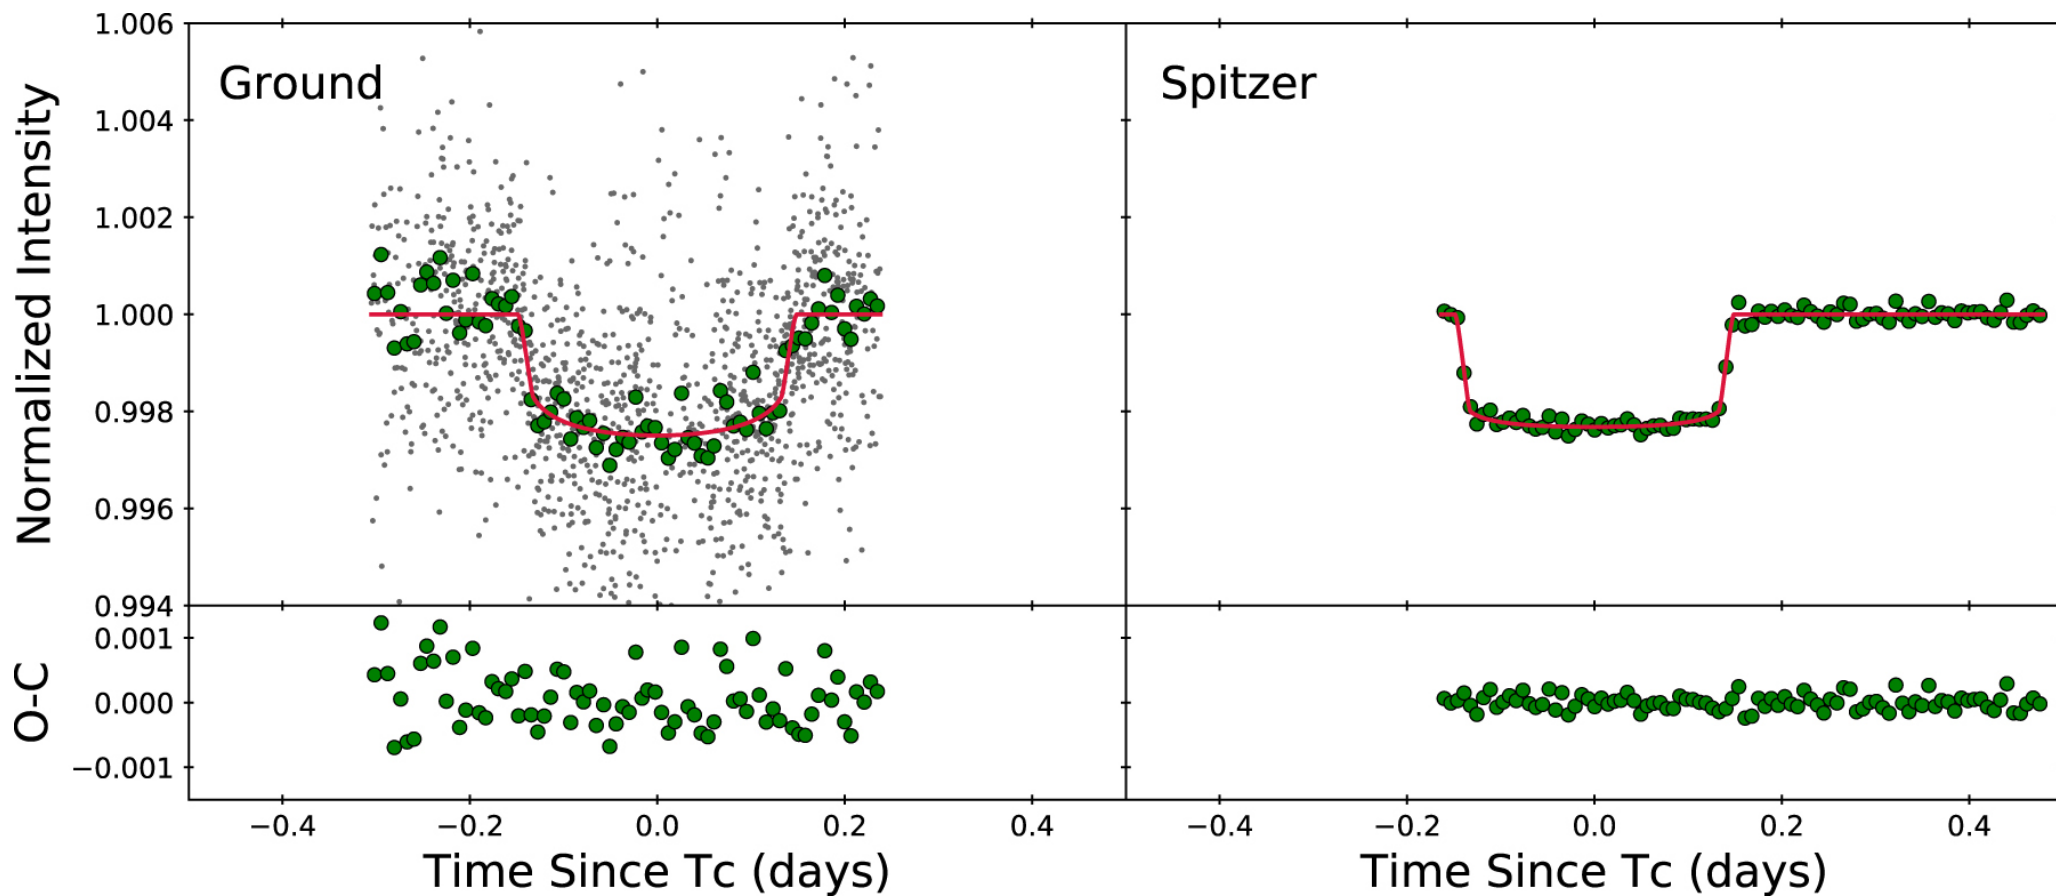 Normalized Intensity
1.006
1.004
1.002
1.000
0.998
0.996
0.994
Ground
Spitzer
O-C
0.001
0.000
−0.001
−0.4 −0.2 0.0 0.2 0.4
−0.4 −0.2 0.0 0.2 0.4
Time Since Tc (days)
Time Since Tc (days)